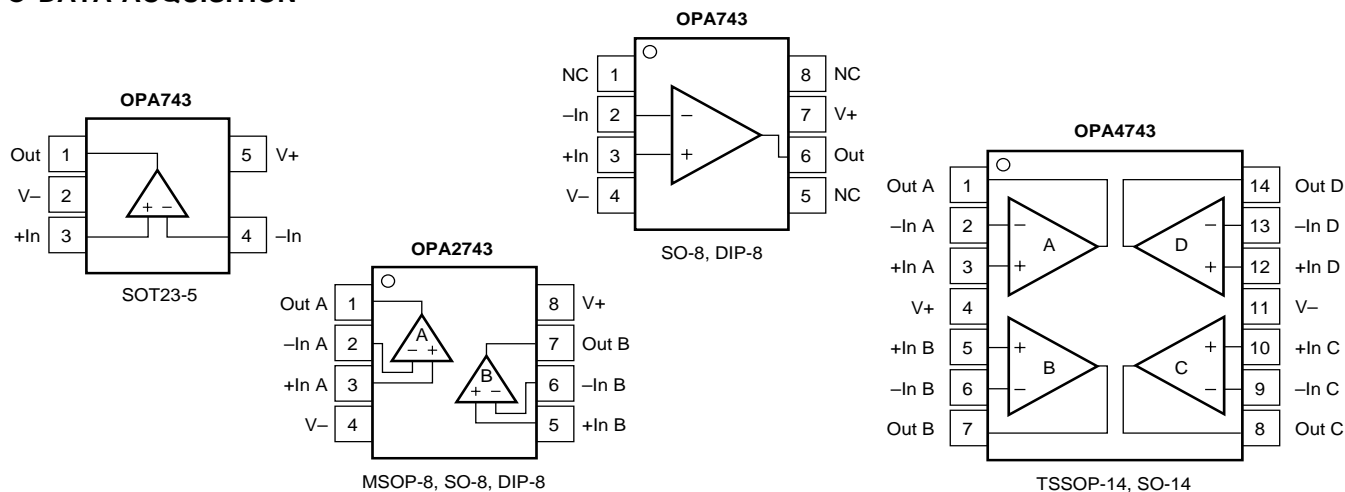 OPA743
Out 1
5 V+
V– 2
+In 3
4 –In
+ −
SOT23-5
OPA2743
Out A 1
8 V+
–In A 2
7 Out B
+In A 3
6 –In B
V– 4
5 +In B
A
− +
B
+ −
MSOP-8, SO-8, DIP-8
OPA743
NC 1
8 NC
–In 2
7 V+
+In 3
6 Out
V– 4
5 NC
−
+
SO-8, DIP-8
OPA4743
Out A 1
14 Out D
–In A 2
13 –In D
+In A 3
12 +In D
V+ 4
11 V–
+In B 5
10 +In C
–In B 6
9 –In C
Out B 7
8 Out C
− A +
− D +
+ B −
+ C −
TSSOP-14, SO-14